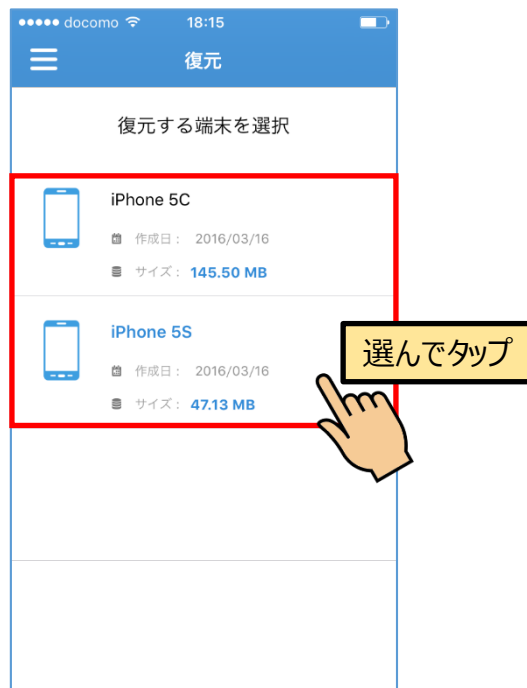 docomo 18:15
復元
復元する端末を選択
iPhone 5C
作成日： 2016/03/16
サイズ： 145.50 MB
iPhone 5S
作成日： 2016/03/16
サイズ： 47.13 MB
選んでタップ